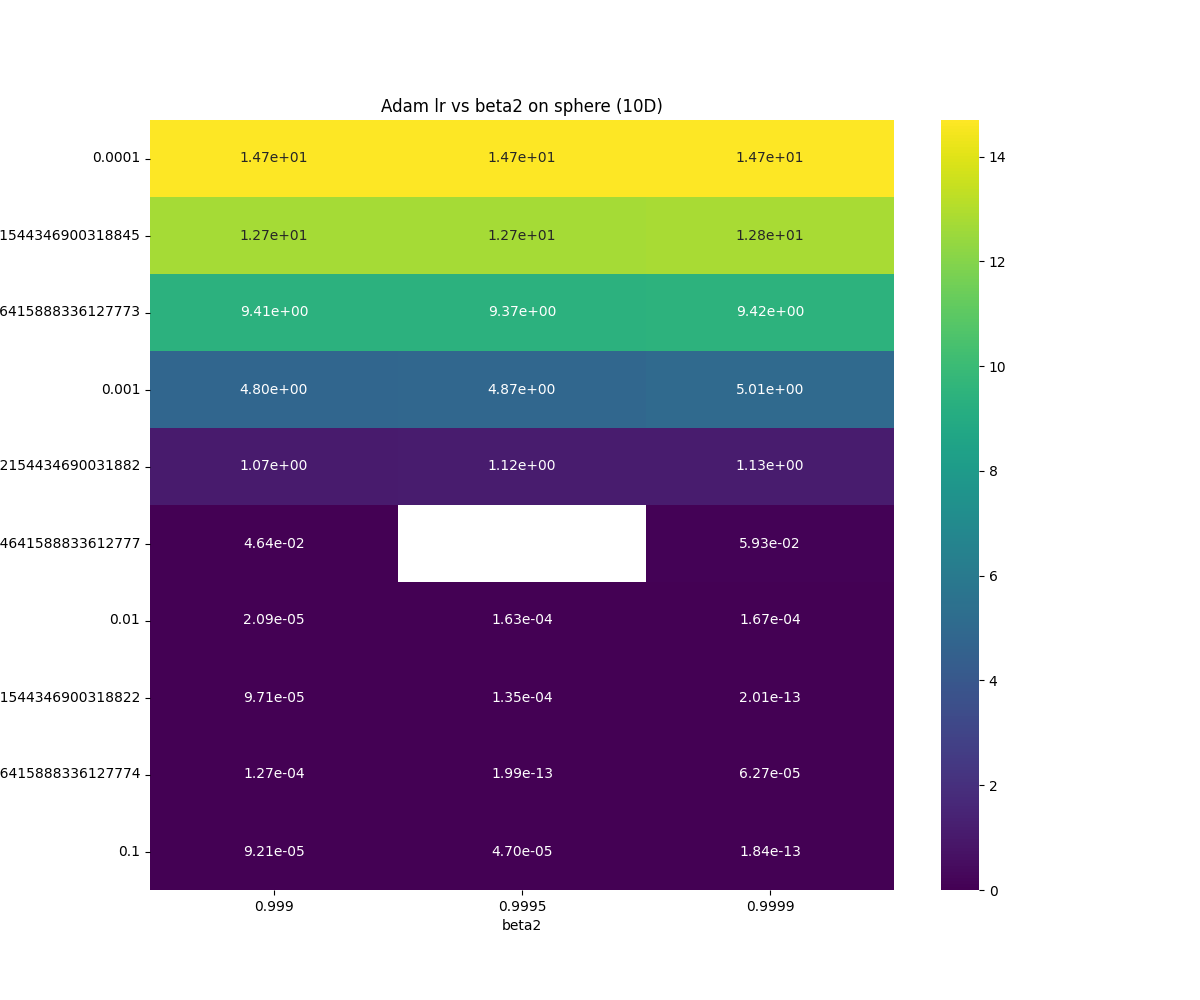 Adam lr vs beta2 on sphere (10D)
0.0001 1.47e+01 1.47e+01 1.47e+01 14
1544346900318845 1.27e+01 1.27e+01 1.28e+01 12
6415888336127773 9.41e+00 9.37e+00 9.42e+00 10
0.001 4.80e+00 4.87e+00 5.01e+00 8
2154434690031882 1.07e+00 1.12e+00 1.13e+00 6
4641588833612777 4.64e-02 5.93e-02
0.01 2.09e-05 1.63e-04 1.67e-04 4
1544346900318822 9.71e-05 1.35e-04 2.01e-13
6415888336127774 1.27e-04 1.99e-13 6.27e-05 2
0.1 9.21e-05 4.70e-05 1.84e-13 0
0.999 0.9995 0.9999
beta2